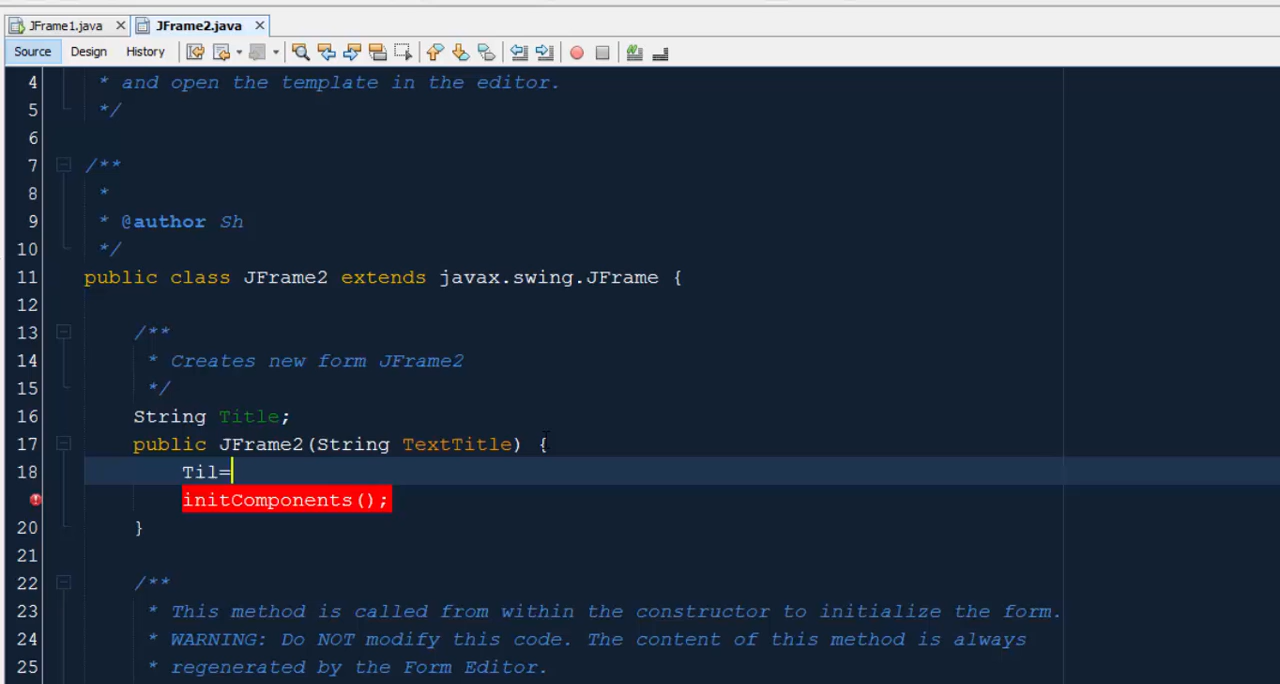 JFrame1.java JFrame2.java
Source Design History
4 * and open the template in the editor.
5 */
6
7 /**
8 *
9 * @author Sh
10 */
11 public class JFrame2 extends javax.swing.JFrame {
12
13 /**
14 * Creates new form JFrame2
15 */
16 String Title;
17 public JFrame2(String TextTitle) {
18 Til=
initComponents();
20 }
21
22 /**
23 * This method is called from within the constructor to initialize the form.
24 * WARNING: Do NOT modify this code. The content of this method is always
25 * regenerated by the Form Editor.